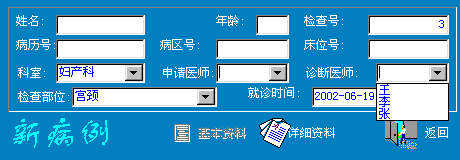 姓名: 年龄: 检查号: 3
病历号: 病区号: 床位号:
科室: 妇产科 申请医师: 诊断医师:
检查部位: 宫颈 就诊时间: 2002-06-19
王
李
张
新病例 基本资料 详细资料 返回